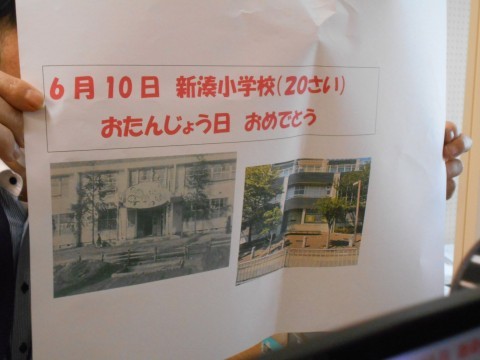 6月10日 新湊小学校(20さい)
おたんじょう日 おめでとう